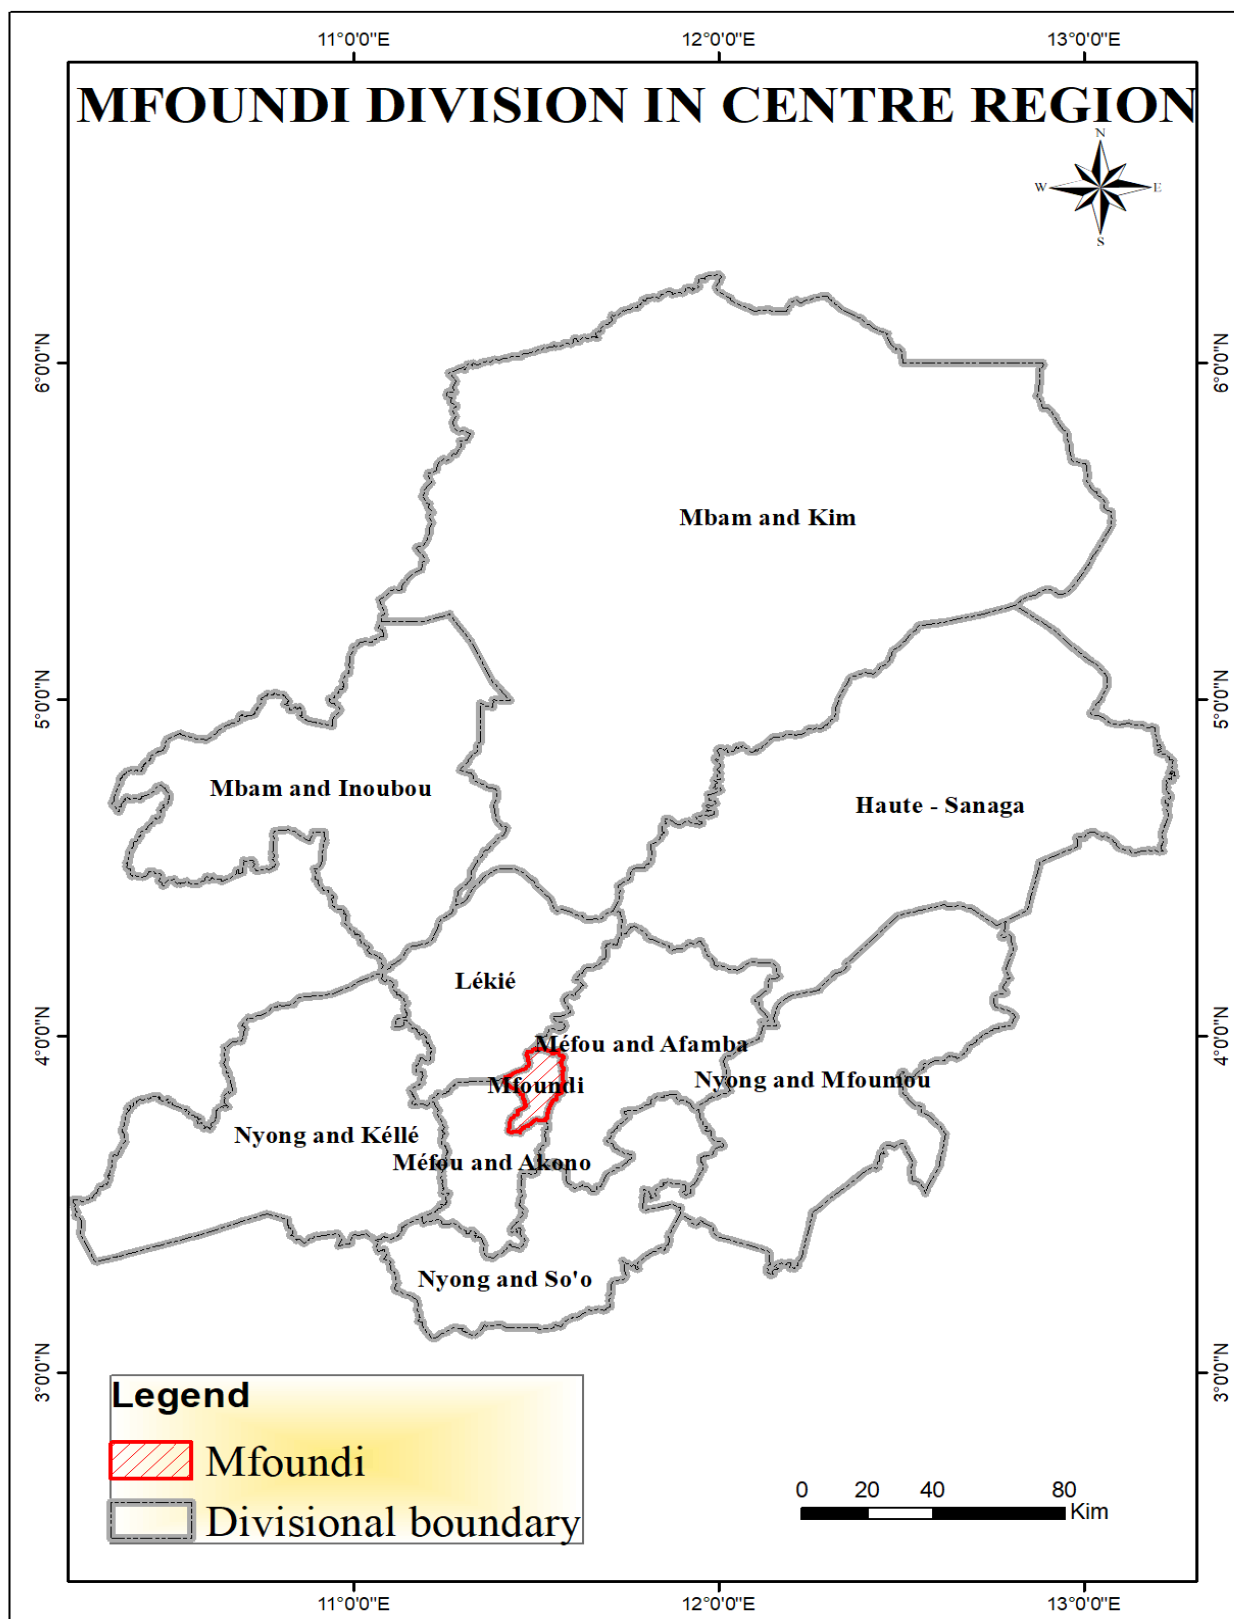 11°0'0"E 12°0'0"E 13°0'0"E
MFOUNDI DIVISION IN CENTRE REGION
N
W E
S
6°0'0"N 6°0'0"N
Mbam and Kim
5°0'0"N 5°0'0"N
Mbam and Inoubou
Haute - Sanaga
Lékié
4°0'0"N 4°0'0"N
Méfou and Afamba
Nyong and Mfoumou
Mfoundi
Nyong and Kéllé
Méfou and Akono
Nyong and So'o
3°0'0"N 3°0'0"N
Legend
Mfoundi
Divisional boundary
0 20 40 80
Kim
11°0'0"E 12°0'0"E 13°0'0"E